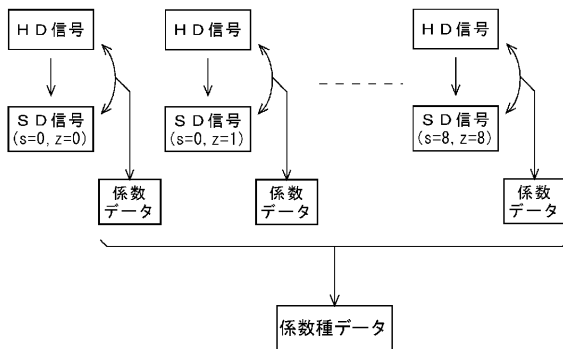 ＨＤ信号
ＨＤ信号
ＨＤ信号
ＳＤ信号
(s=0, z=0)
ＳＤ信号
(s=0, z=1)
ＳＤ信号
(s=8, z=8)
係数
データ
係数
データ
係数
データ
係数種データ